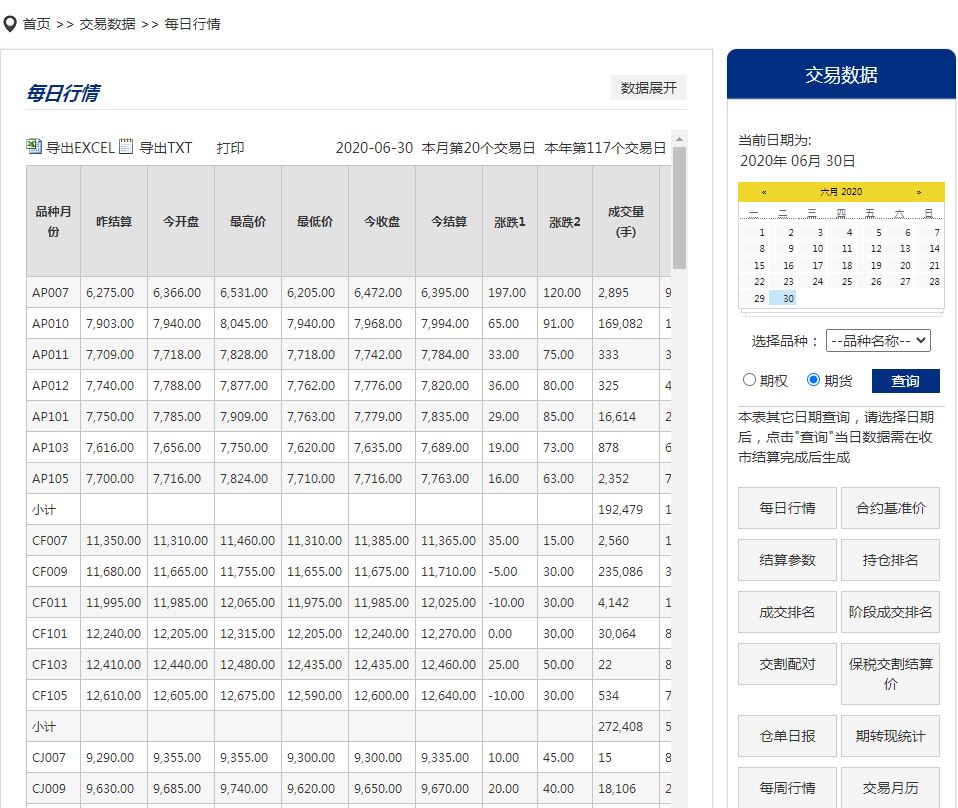 首页 >> 交易数据 >> 每日行情
每日行情
数据展开
导出EXCEL 导出TXT 打印 2020-06-30 本月第20个交易日 本年第117个交易日
品种月份 昨结算 今开盘 最高价 最低价 今收盘 今结算 涨跌1 涨跌2 成交量(手)
AP007 6,275.00 6,366.00 6,531.00 6,205.00 6,472.00 6,395.00 197.00 120.00 2,895 9
AP010 7,903.00 7,940.00 8,045.00 7,940.00 7,968.00 7,994.00 65.00 91.00 169,082 1
AP011 7,709.00 7,718.00 7,828.00 7,718.00 7,742.00 7,784.00 33.00 75.00 333 3
AP012 7,740.00 7,788.00 7,877.00 7,762.00 7,776.00 7,820.00 36.00 80.00 325 4
AP101 7,750.00 7,785.00 7,909.00 7,763.00 7,779.00 7,835.00 29.00 85.00 16,614 2
AP103 7,616.00 7,656.00 7,750.00 7,620.00 7,635.00 7,689.00 19.00 73.00 878 6
AP105 7,700.00 7,716.00 7,824.00 7,710.00 7,716.00 7,763.00 16.00 63.00 2,352 7
小计 192,479 1
CF007 11,350.00 11,310.00 11,460.00 11,310.00 11,385.00 11,365.00 35.00 15.00 2,560 1
CF009 11,680.00 11,665.00 11,755.00 11,655.00 11,675.00 11,710.00 -5.00 30.00 235,086 3
CF011 11,995.00 11,985.00 12,065.00 11,975.00 11,985.00 12,025.00 -10.00 30.00 4,142 1
CF101 12,240.00 12,205.00 12,315.00 12,205.00 12,240.00 12,270.00 0.00 30.00 30,064 8
CF103 12,410.00 12,440.00 12,480.00 12,435.00 12,435.00 12,460.00 25.00 50.00 22 8
CF105 12,610.00 12,605.00 12,675.00 12,590.00 12,600.00 12,640.00 -10.00 30.00 534 7
小计 272,408 5
CJ007 9,290.00 9,355.00 9,355.00 9,300.00 9,300.00 9,335.00 10.00 45.00 15 8
CJ009 9,630.00 9,685.00 9,740.00 9,620.00 9,650.00 9,670.00 20.00 40.00 18,106 2
交易数据
当前日期为:
2020年 06月 30日
« 六月 2020 »
一 二 三 四 五 六 日
1 2 3 4 5 6 7
8 9 10 11 12 13 14
15 16 17 18 19 20 21
22 23 24 25 26 27 28
29 30
选择品种： --品种名称--
期权 期货 查询
本表其它日期查询，请选择日期
后，点击"查询"当日数据需在收
市结算完成后生成
每日行情 合约基准价
结算参数 持仓排名
成交排名 阶段成交排名
交割配对 保税交割结算价
仓单日报 期转现统计
每周行情 交易月历